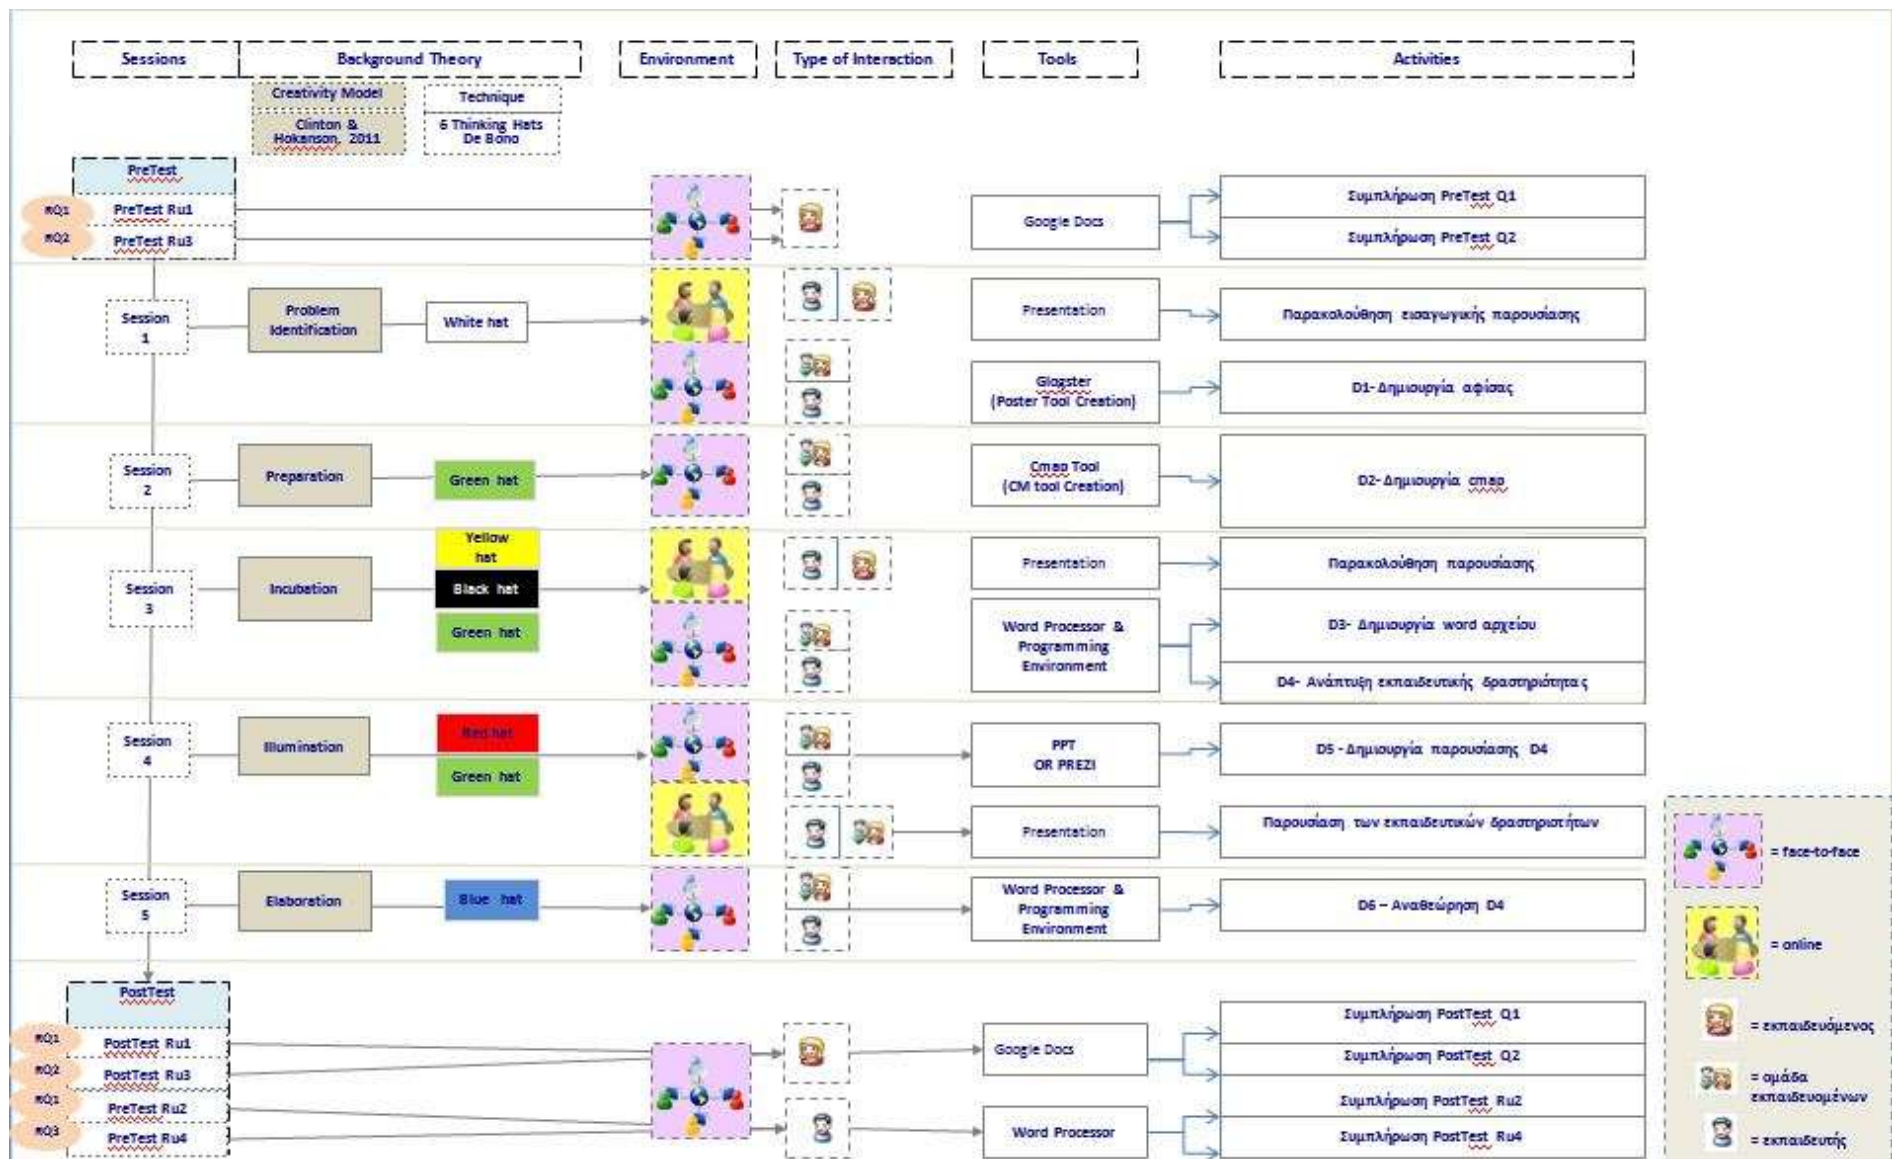 Sessions
Background Theory
Environment
Type of Interaction
Tools
Activities
Creativity Model
Technique
Clinton &
Hokanson, 2011
6 Thinking Hats
De Bono
PreTest
RQ1
PreTest Ru1
RQ2
PreTest Ru3
Google Docs
Συμπλήρωση PreTest Q1
Συμπλήρωση PreTest Q2
Session
1
Problem
Identification
White hat
Presentation
Παρακολούθηση εισαγωγικής παρουσίασης
Glogster
(Poster Tool Creation)
D1- Δημιουργία αφίσας
Session
2
Preparation
Green hat
Cmap Tool
(CM tool Creation)
D2- Δημιουργία cmap
Session
3
Incubation
Yellow
hat
Black hat
Green hat
Presentation
Παρακολούθηση παρουσίασης
Word Processor &
Programming
Environment
D3- Δημιουργία word αρχείου
D4- Ανάπτυξη εκπαιδευτικής δραστηριότητας
Session
4
Illumination
Red hat
Green hat
PPT
OR PREZI
D5 - Δημιουργία παρουσίασης D4
Presentation
Παρουσίαση των εκπαιδευτικών δραστηριοτήτων
Session
5
Elaboration
Blue hat
Word Processor &
Programming
Environment
D6 – Αναθεώρηση D4
PostTest
RQ1
PostTest Ru1
RQ2
PostTest Ru3
RQ1
PreTest Ru2
RQ3
PreTest Ru4
Google Docs
Word Processor
Συμπλήρωση PostTest Q1
Συμπλήρωση PostTest Q2
Συμπλήρωση PostTest Ru2
Συμπλήρωση PostTest Ru4
= face-to-face
= online
= εκπαιδευόμενος
= ομάδα
εκπαιδευομένων
= εκπαιδευτής